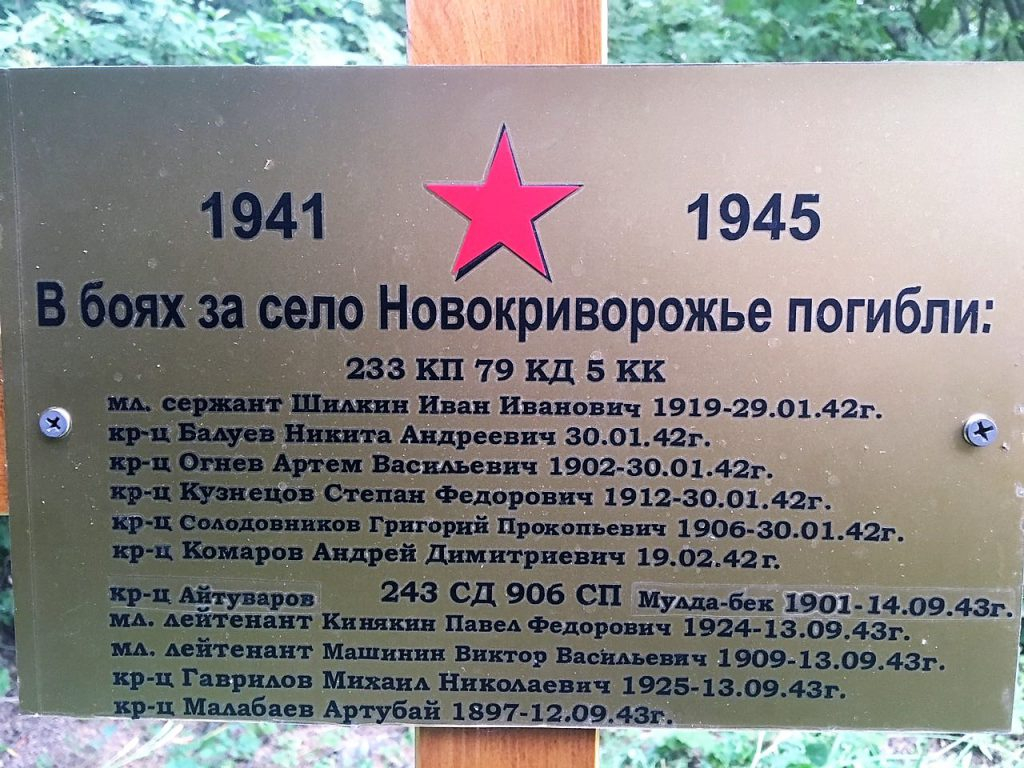 1941 1945
В боях за село Новокриворожье погибли:
233 КП 79 КД 5 КК
мл. сержант Шилкин Иван Иванович 1919-29.01.42г.
кр-ц Балуев Никита Андреевич 30.01.42г.
кр-ц Огнев Артем Васильевич 1902-30.01.42г.
кр-ц Кузнецов Степан Федорович 1912-30.01.42г.
кр-ц Солодовников Григорий Прокопьевич 1906-30.01.42г.
кр-ц Комаров Андрей Димитриевич 19.02.42г.
кр-ц Айтуваров 243 СД 906 СП Мулда-бек 1901-14.09.43г.
мл. лейтенант Кинякин Павел Федорович 1924-13.09.43г.
мл. лейтенант Машинин Виктор Васильевич 1909-13.09.43г.
кр-ц Гаврилов Михаил Николаевич 1925-13.09.43г.
кр-ц Малабаев Артубай 1897-12.09.43г.